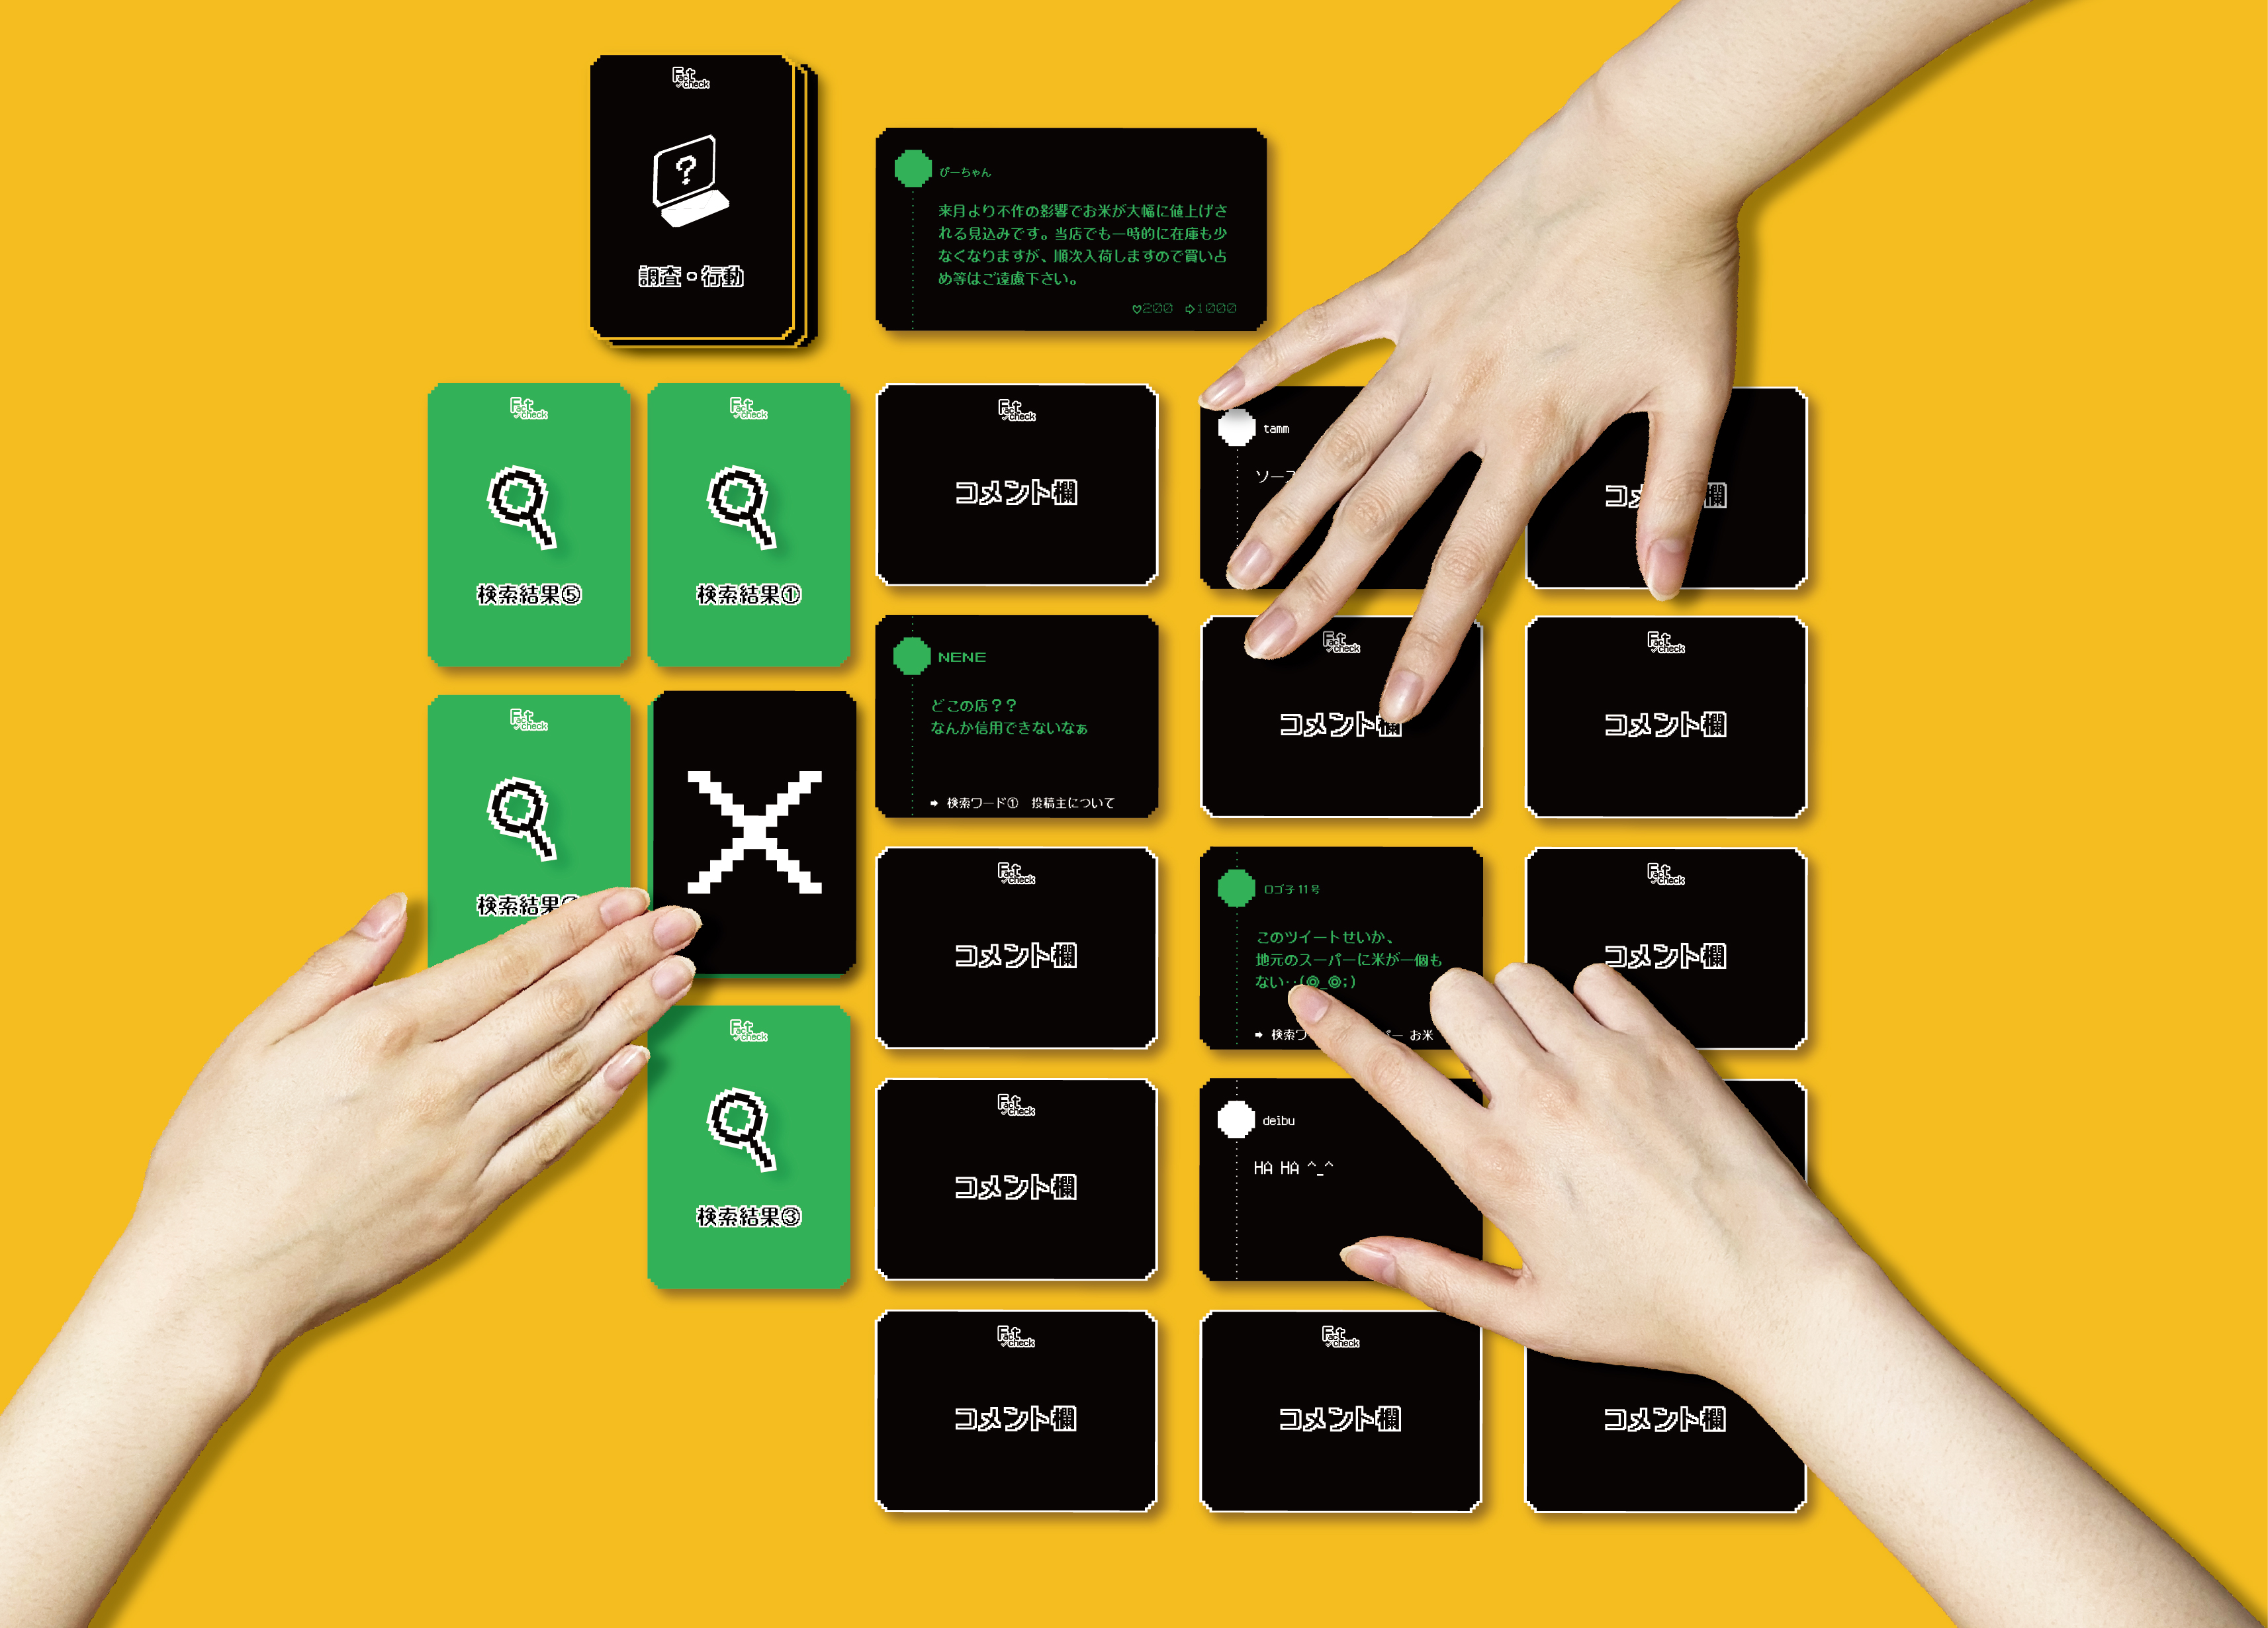 Fact check
調査・行動
ぴーちゃん
来月より不作の影響でお米が大幅に値上げさ
れる見込みです。当店でも一時的に在庫も少
なくなりますが、順次入荷しますので買い占
め等はご遠慮下さい。
♡200 ⇨1000
Fact check
検索結果⑤
Fact check
検索結果①
Fact check
コメント欄
tamm
ソー
コメント欄
Fact check
検索結果
NENE
どこの店？？
なんか信用できないなぁ
➡ 検索ワード① 投稿主について
Fact check
コメント欄
Fact check
コメント欄
Fact check
コメント欄
ロゴ子 11号
このツイートせいか、
地元のスーパーに米が一個も
ない‥(◎_◎;)
➡ 検索ワ ー お米
Fact check
コメント欄
Fact check
検索結果③
Fact check
コメント欄
deibu
HA HA ^_^
Fact check
コメント欄
Fact check
コメント欄
コメント欄